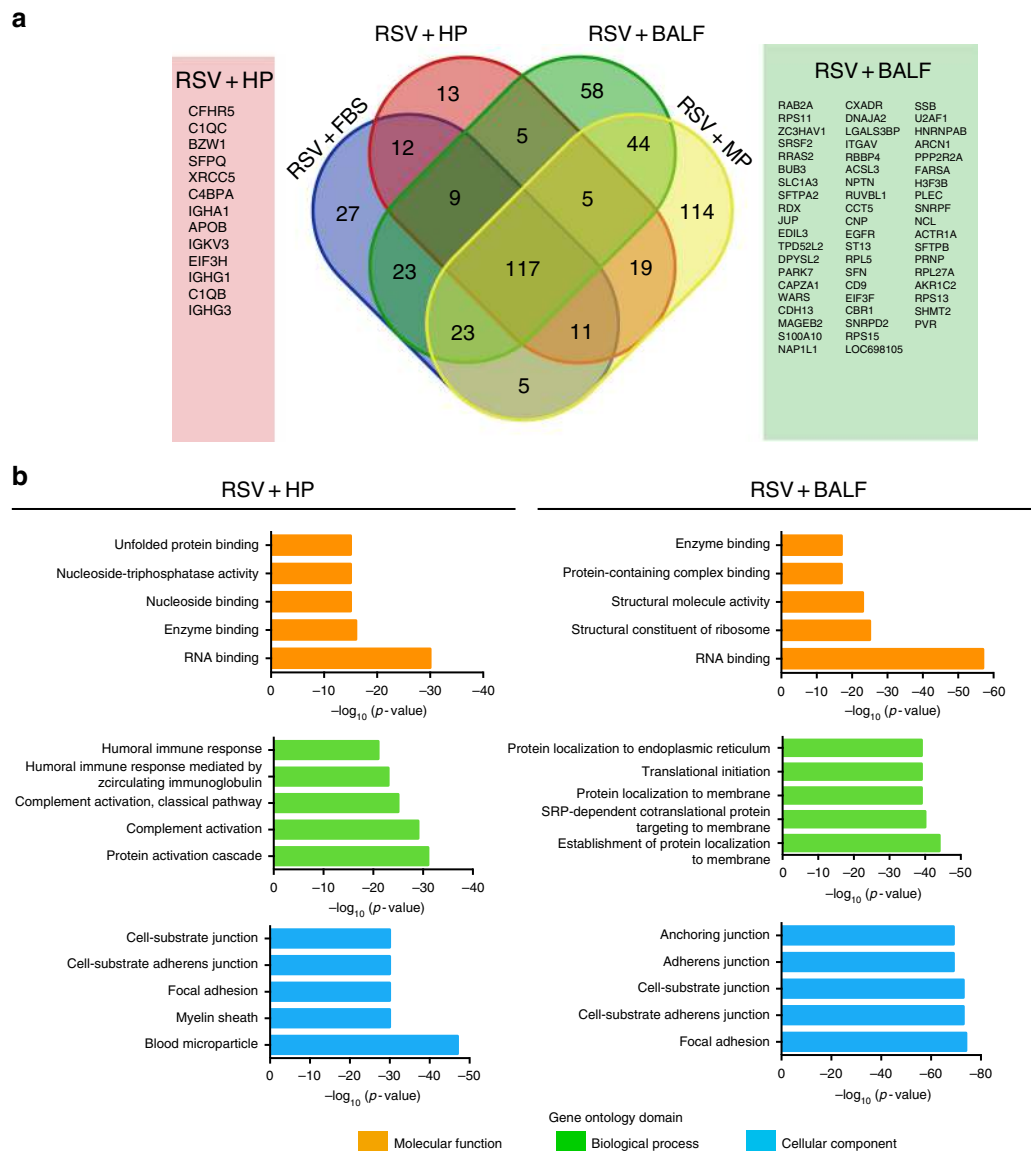 a
RSV + HP
RSV + BALF
RSV + FBS
RSV + MP
RSV + HP
CFHR5
C1QC
BZW1
SFPQ
XRCC5
C4BPA
IGHA1
APOB
IGKV3
EIF3H
IGHG1
C1QB
IGHG3
13
58
12
5
44
27
9
5
114
23
117
19
23
11
5
RSV + BALF
RAB2A CXADR SSB
RPS11 DNAJA2 U2AF1
ZC3HAV1 LGALS3BP HNRNPAB
SRSF2 ITGAV ARCN1
RRAS2 RBBP4 PPP2R2A
BUB3 ACSL3 FARSA
SLC1A3 NPTN H3F3B
SFTPA2 RUVBL1 PLEC
RDX CCT5 SNRPF
JUP CNP NCL
EDIL3 EGFR ACTR1A
TPD52L2 ST13 SFTPB
DPYSL2 RPL5 PRNP
PARK7 SFN RPL27A
CAPZA1 CD9 AKR1C2
WARS EIF3F RPS13
CDH13 CBR1 SHMT2
MAGEB2 SNRPD2 PVR
S100A10 RPS15
NAP1L1 LOC698105
b
RSV + HP
Unfolded protein binding
Nucleoside-triphosphatase activity
Nucleoside binding
Enzyme binding
RNA binding
0 –10 –20 –30 –40
–log10 (p-value)
Humoral immune response
Humoral immune response mediated by
zcirculating immunoglobulin
Complement activation, classical pathway
Complement activation
Protein activation cascade
0 –10 –20 –30 –40
–log10 (p-value)
Cell-substrate junction
Cell-substrate adherens junction
Focal adhesion
Myelin sheath
Blood microparticle
0 –10 –20 –30 –40 –50
–log10 (p-value)
RSV + BALF
Enzyme binding
Protein-containing complex binding
Structural molecule activity
Structural constituent of ribosome
RNA binding
0 –10 –20 –30 –40 –50 –60
–log10 (p-value)
Protein localization to endoplasmic reticulum
Translational initiation
Protein localization to membrane
SRP-dependent cotranslational protein
targeting to membrane
Establishment of protein localization
to membrane
0 –10 –20 –30 –40 –50
–log10 (p-value)
Anchoring junction
Adherens junction
Cell-substrate junction
Cell-substrate adherens junction
Focal adhesion
0 –20 –40 –60 –80
–log10 (p-value)
Gene ontology domain
Molecular function
Biological process
Cellular component